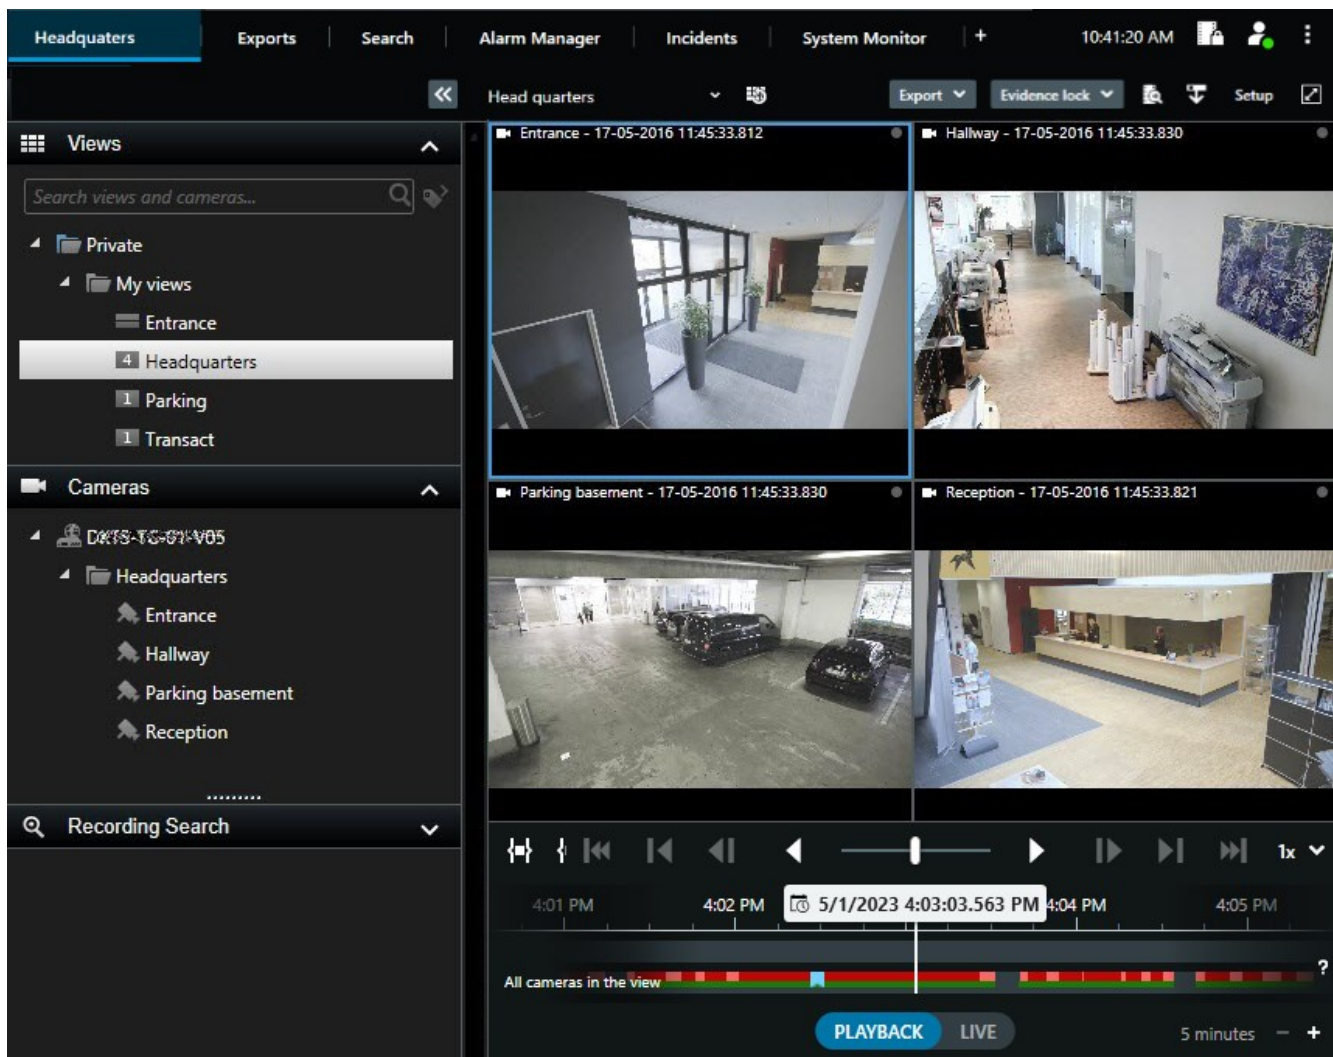 Headquaters Exports Search Alarm Manager Incidents System Monitor + 10:41:20 AM
Head quarters Export Evidence lock Setup
Views
Search views and cameras...
Private
My views
Entrance
4 Headquarters
1 Parking
1 Transact
Cameras
Headquarters
Entrance
Hallway
Parking basement
Reception
Recording Search
Entrance - 17-05-2016 11:45:33.812
Hallway - 17-05-2016 11:45:33.830
Parking basement - 17-05-2016 11:45:33.830
Reception - 17-05-2016 11:45:33.821
1x
4:01 PM 4:02 PM 5/1/2023 4:03:03.563 PM 4:04 PM 4:05 PM
All cameras in the view ?
PLAYBACK LIVE 5 minutes - +